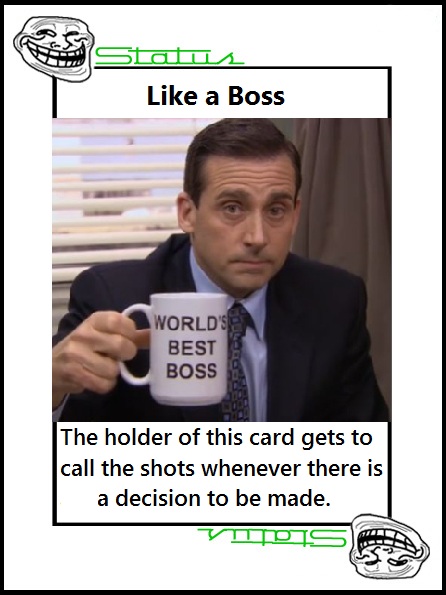 Status
Like a Boss
WORLD'S
BEST
BOSS
The holder of this card gets to
call the shots whenever there is
a decision to be made.
Status